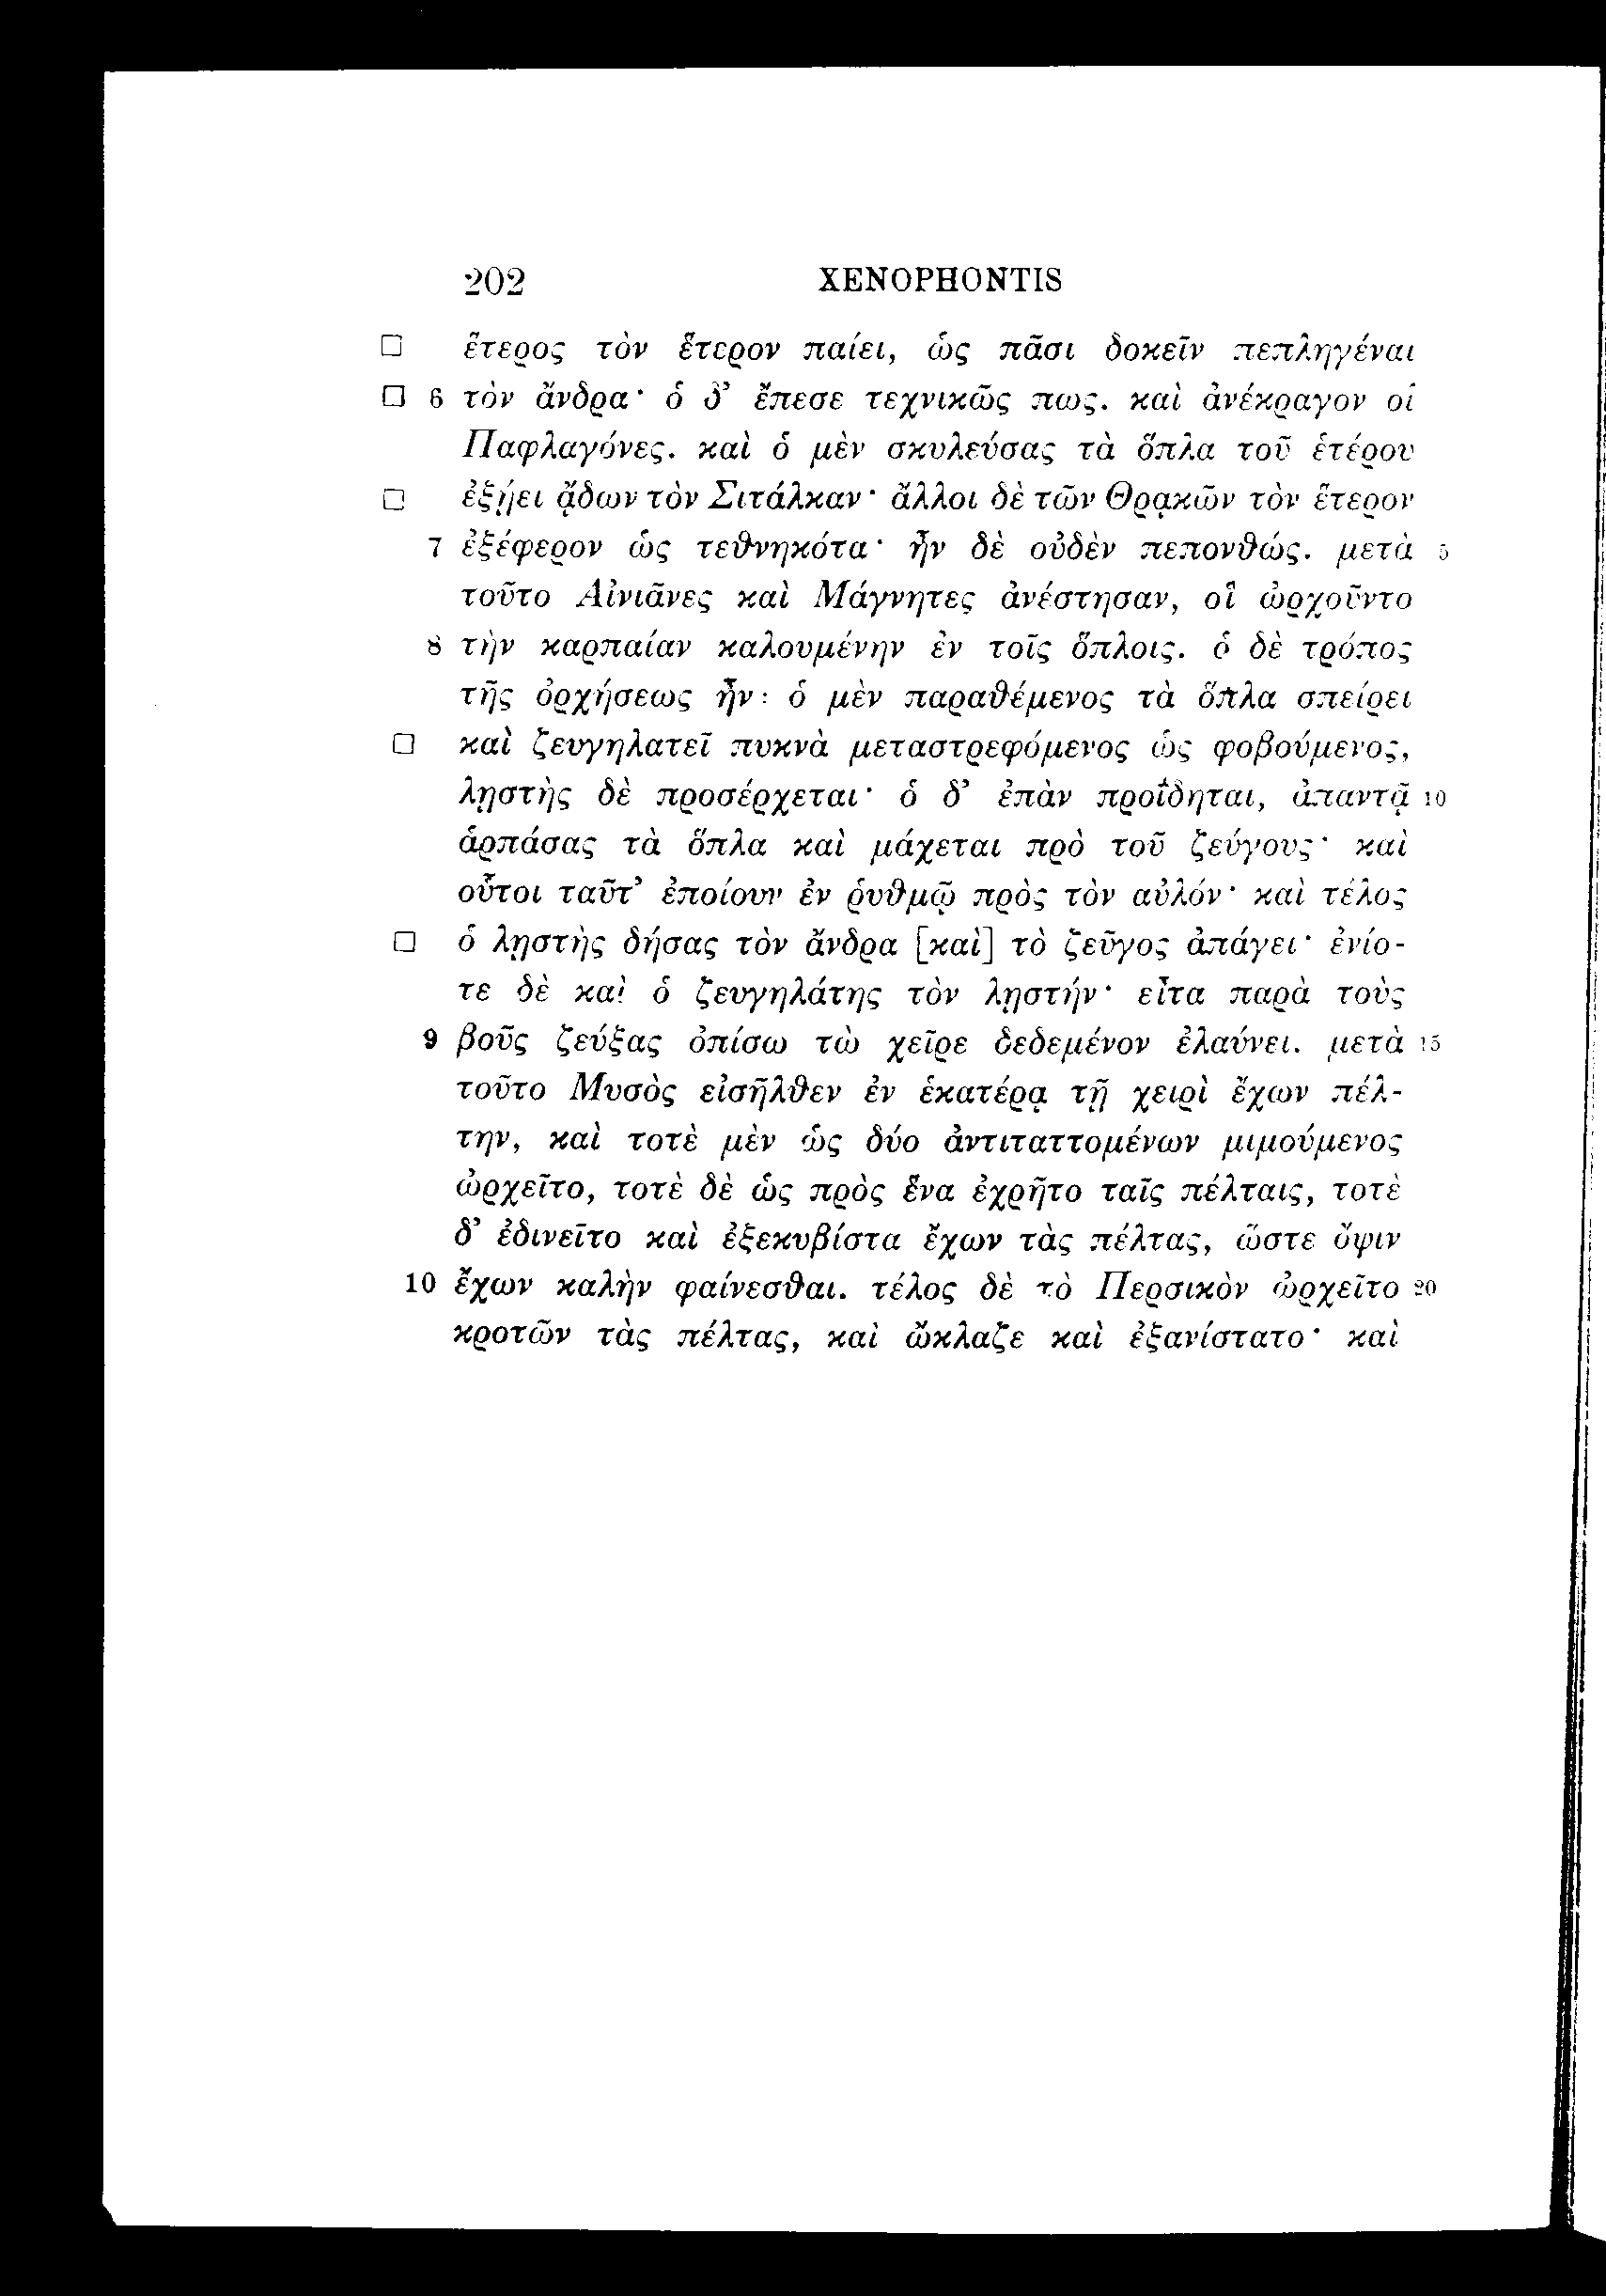 202 XENOPHONTIS
□ ἕτερος τὸν ἕτερον παίει, ὡς πᾶσι δοκεῖν πεπληγέναι
□ 6 τὸν ἄνδρα· ὁ δ’ ἔπεσε τεχνικῶς πως. καὶ ἀνέκραγον οἱ
Παφλαγόνες. καὶ ὁ μὲν σκυλεύσας τὰ ὅπλα τοῦ ἑτέρου
□ ἐξῄει ᾄδων τὸν Σιτάλκαν· ἄλλοι δὲ τῶν Θρᾳκῶν τὸν ἕτερον
7 ἐξέφερον ὡς τεθνηκότα· ἦν δὲ οὐδὲν πεπονθώς. μετὰ 5
τοῦτο Αἰνιᾶνες καὶ Μάγνητες ἀνέστησαν, οἳ ὠρχοῦντο
8 τὴν καρπαίαν καλουμένην ἐν τοῖς ὅπλοις. ὁ δὲ τρόπος
τῆς ὀρχήσεως ἦν: ὁ μὲν παραθέμενος τὰ ὅπλα σπείρει
□ καὶ ζευγηλατεῖ πυκνὰ μεταστρεφόμενος ὡς φοβούμενος,
λῃστὴς δὲ προσέρχεται· ὁ δ’ ἐπὰν προΐδηται, ἀπαντᾷ 10
ἁρπάσας τὰ ὅπλα καὶ μάχεται πρὸ τοῦ ζεύγους· καὶ
οὗτοι ταῦτ’ ἐποίουν ἐν ῥυθμῷ πρὸς τὸν αὐλόν· καὶ τέλος
□ ὁ λῃστὴς δήσας τὸν ἄνδρα [καὶ] τὸ ζεῦγος ἀπάγει· ἐνίο-
τε δὲ καὶ ὁ ζευγηλάτης τὸν λῃστήν· εἶτα παρὰ τοὺς
9 βοῦς ζεύξας ὀπίσω τὼ χεῖρε δεδεμένον ἐλαύνει. μετὰ 15
τοῦτο Μυσὸς εἰσῆλθεν ἐν ἑκατέρᾳ τῇ χειρὶ ἔχων πέλ-
την, καὶ τοτὲ μὲν ὡς δύο ἀντιταττομένων μιμούμενος
ὠρχεῖτο, τοτὲ δὲ ὡς πρὸς ἕνα ἐχρῆτο ταῖς πέλταις, τοτὲ
δ’ ἐδινεῖτο καὶ ἐξεκυβίστα ἔχων τὰς πέλτας, ὥστε ὄψιν
10 ἔχων καλὴν φαίνεσθαι. τέλος δὲ τὸ Περσικὸν ὠρχεῖτο 20
κροτῶν τὰς πέλτας, καὶ ὤκλαζε καὶ ἐξανίστατο· καὶ